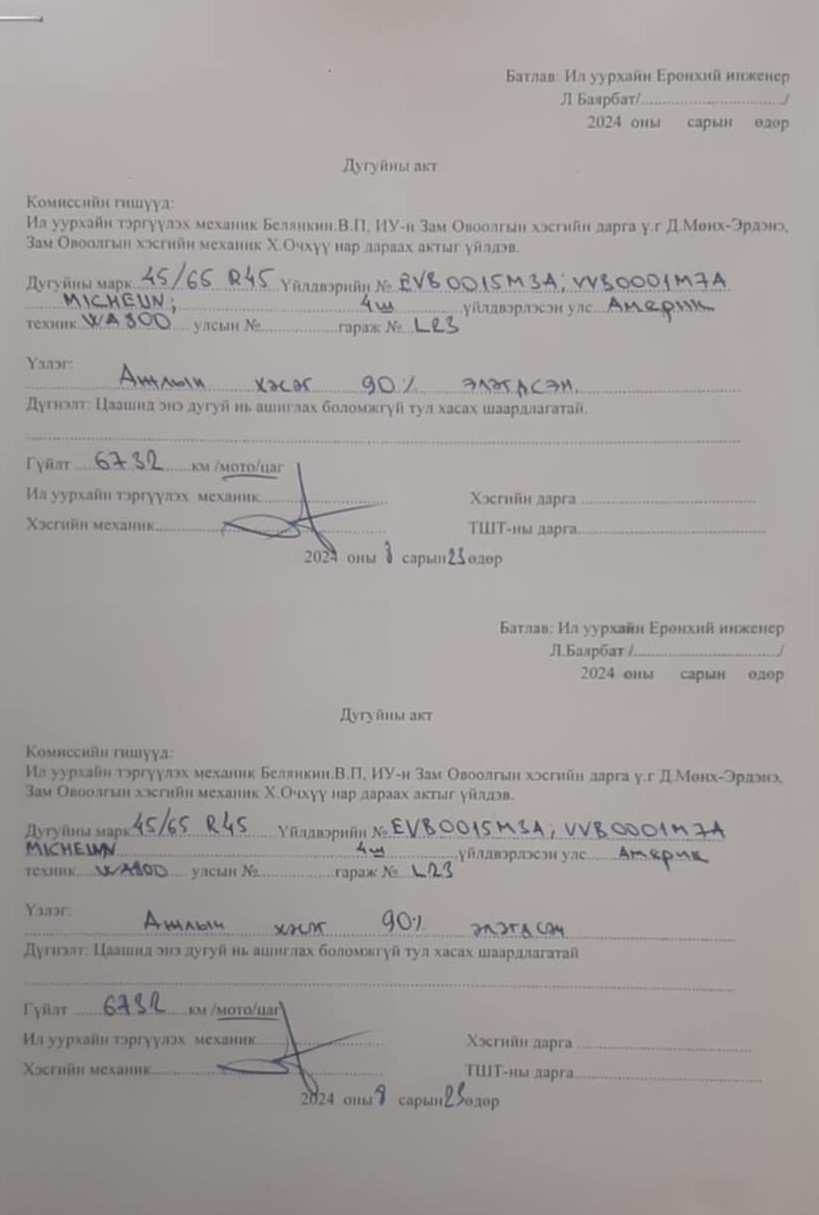 Батлав: Ил уурхайн Ерөнхий инженер
Л Баярбат/............................../
2024 оны сарын өдөр
Дугуйны акт
Комиссийн гишүүд:
Ил уурхайн тэргүүлэх механик Белянкин.В.П, ИУ-н Зам Овоолгын хэсгийн дарга ү.г Д.Мөнх-Эрдэнэ,
Зам Овоолгын хэсгийн механик Х.Очхүү нар дараах актыг үйлдэв.
Дугуйны марк 45/65 R45 Үйлдвэрийн № EVB0015M3A; VVB0001M7A
MICHELIN; 4ш үйлдвэрлэсэн улс Америк
техник WA800 улсын № гараж № L23
Үзлэг:
Ажлын хэсэг 90% элэгдсэн.
Дүгнэлт: Цаашид энэ дугуй нь ашиглах боломжгүй тул хасах шаардлагатай.
Гүйлт 6732 км /мото/цаг
Ил уурхайн тэргүүлэх механик Хэсгийн дарга
Хэсгийн механик ТШТ-ны дарга
2024 оны 8 сарын 23 өдөр
Батлав: Ил уурхайн Ерөнхий инженер
Л.Баярбат /............................../
2024 оны сарын өдөр
Дугуйны акт
Комиссийн гишүүд:
Ил уурхайн тэргүүлэх механик Белянкин.В.П, ИУ-н Зам Овоолгын хэсгийн дарга ү.г Д.Мөнх-Эрдэнэ,
Зам Овоолгын хэсгийн механик Х.Очхүү нар дараах актыг үйлдэв.
Дугуйны марк 45/65 R45 Үйлдвэрийн № EVB0015M3A; VVB0001M7A
MICHELIN 4ш үйлдвэрлэсэн улс Америк
техник WA800 улсын № гараж № L23
Үзлэг:
Ажлын хэсэг 90% элэгдсэн
Дүгнэлт: Цаашид энэ дугуй нь ашиглах боломжгүй тул хасах шаардлагатай
Гүйлт 6732 км /мото/цаг
Ил уурхайн тэргүүлэх механик Хэсгийн дарга
Хэсгийн механик ТШТ-ны дарга
2024 оны 8 сарын 23 өдөр